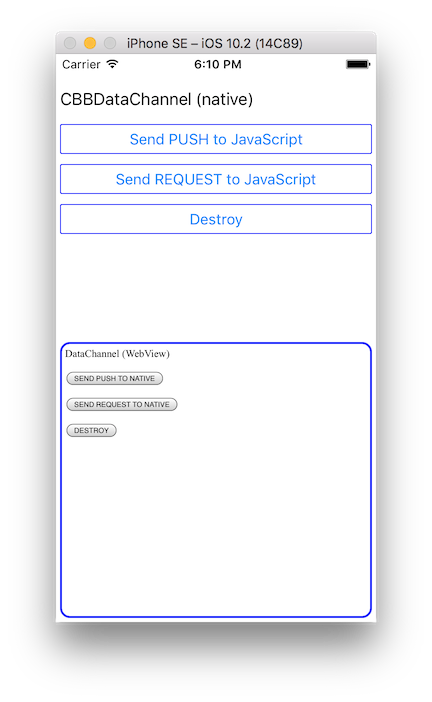 iPhone SE – iOS 10.2 (14C89)
Carrier 6:10 PM
CBBDataChannel (native)
Send PUSH to JavaScript
Send REQUEST to JavaScript
Destroy
DataChannel (WebView)
SEND PUSH TO NATIVE
SEND REQUEST TO NATIVE
DESTROY